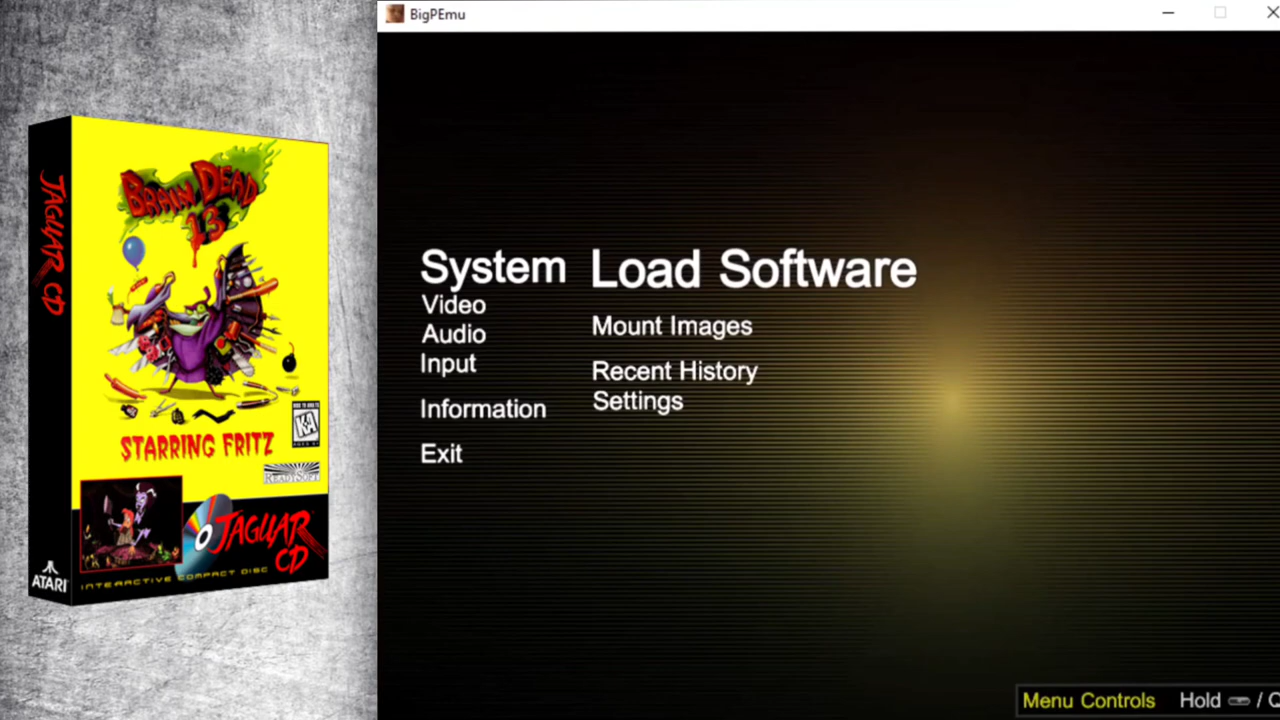 JAGUAR CD
ATARI
BRAIN DEAD
13
STARRING FRITZ
K-A
READYSOFT
JAGUAR
CD
INTERACTIVE COMPACT DISC
BigPEmu
System
Video
Audio
Input
Information
Exit
Load Software
Mount Images
Recent History
Settings
Menu Controls Hold / C